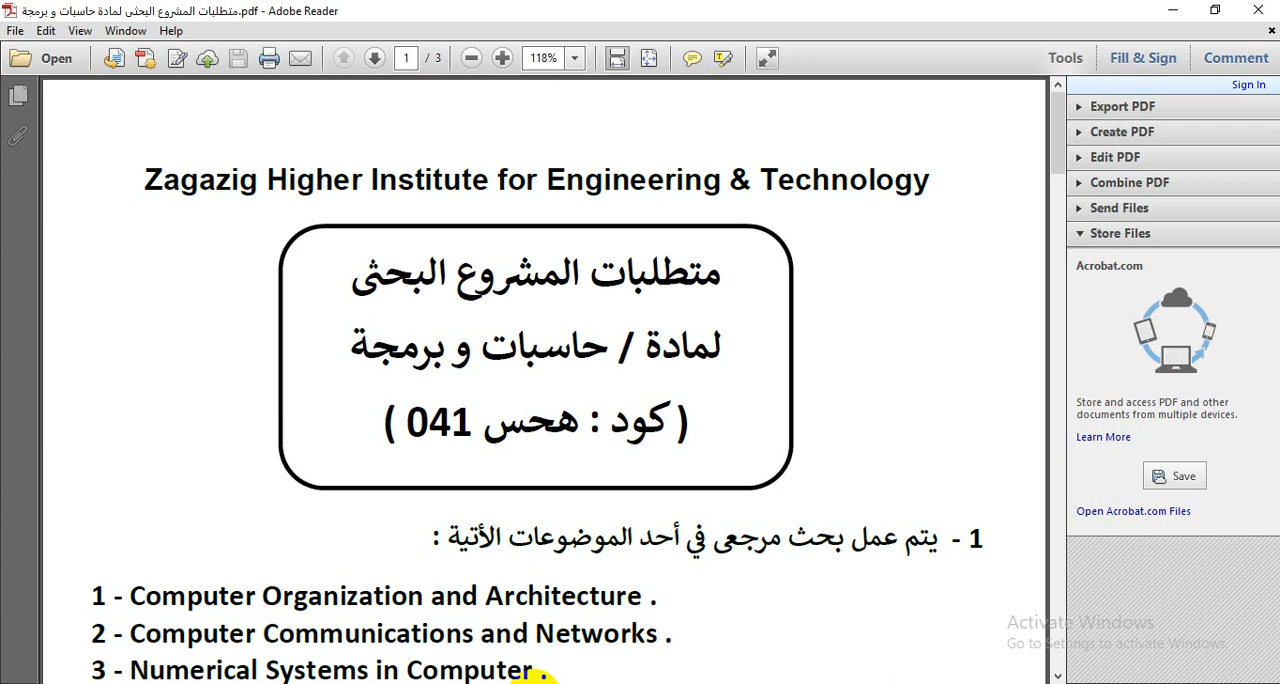 متطلبات المشروع البحثى لمادة حاسبات و برمجة.pdf - Adobe Reader
File Edit View Window Help
Open 1 / 3 118% Tools Fill & Sign Comment
Sign In
Export PDF
Create PDF
Edit PDF
Combine PDF
Send Files
Store Files
Acrobat.com
Store and access PDF and other
documents from multiple devices.
Learn More
Save
Open Acrobat.com Files
Zagazig Higher Institute for Engineering & Technology
متطلبات المشروع البحثى
لمادة / حاسبات و برمجة
( كود : هحس 041 )
1 - يتم عمل بحث مرجعى في أحد الموضوعات الأتية :
1 - Computer Organization and Architecture .
2 - Computer Communications and Networks .
3 - Numerical Systems in Computer .
Activate Windows
Go to Settings to activate Windows.